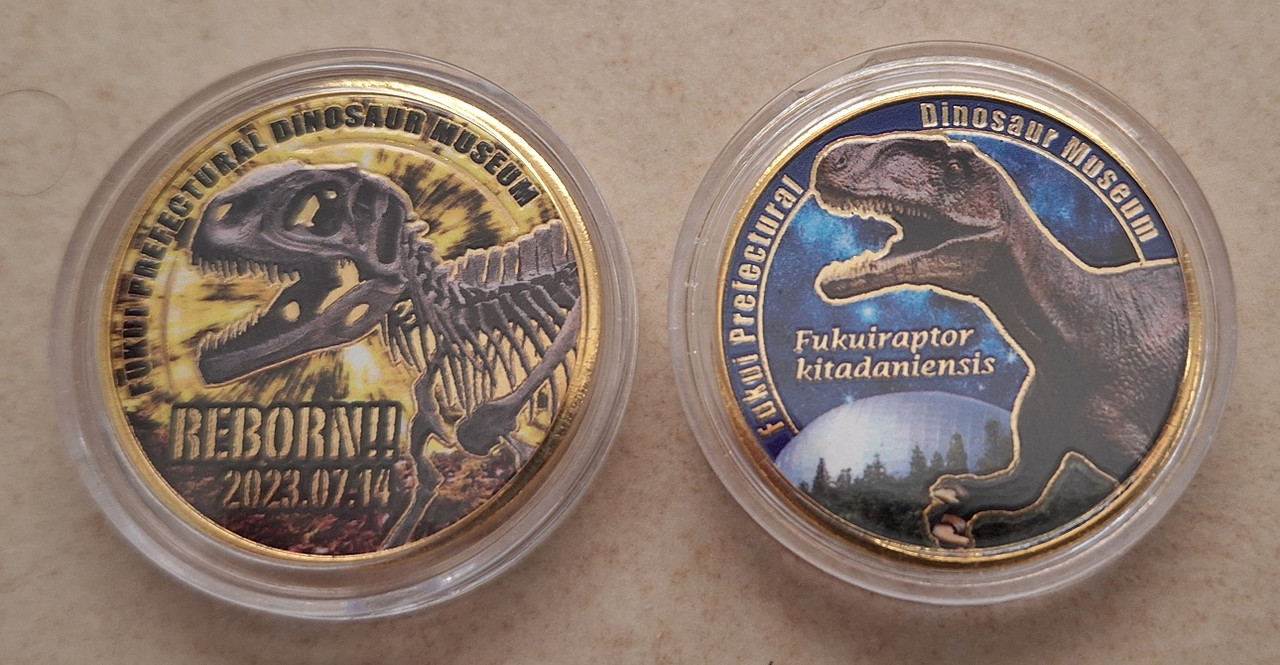 FUKUI PREFECTURAL DINOSAUR MUSEUM
REBORN!!
2023.07.14
Fukui Prefectural Dinosaur Museum
Fukuiraptor
kitadaniensis